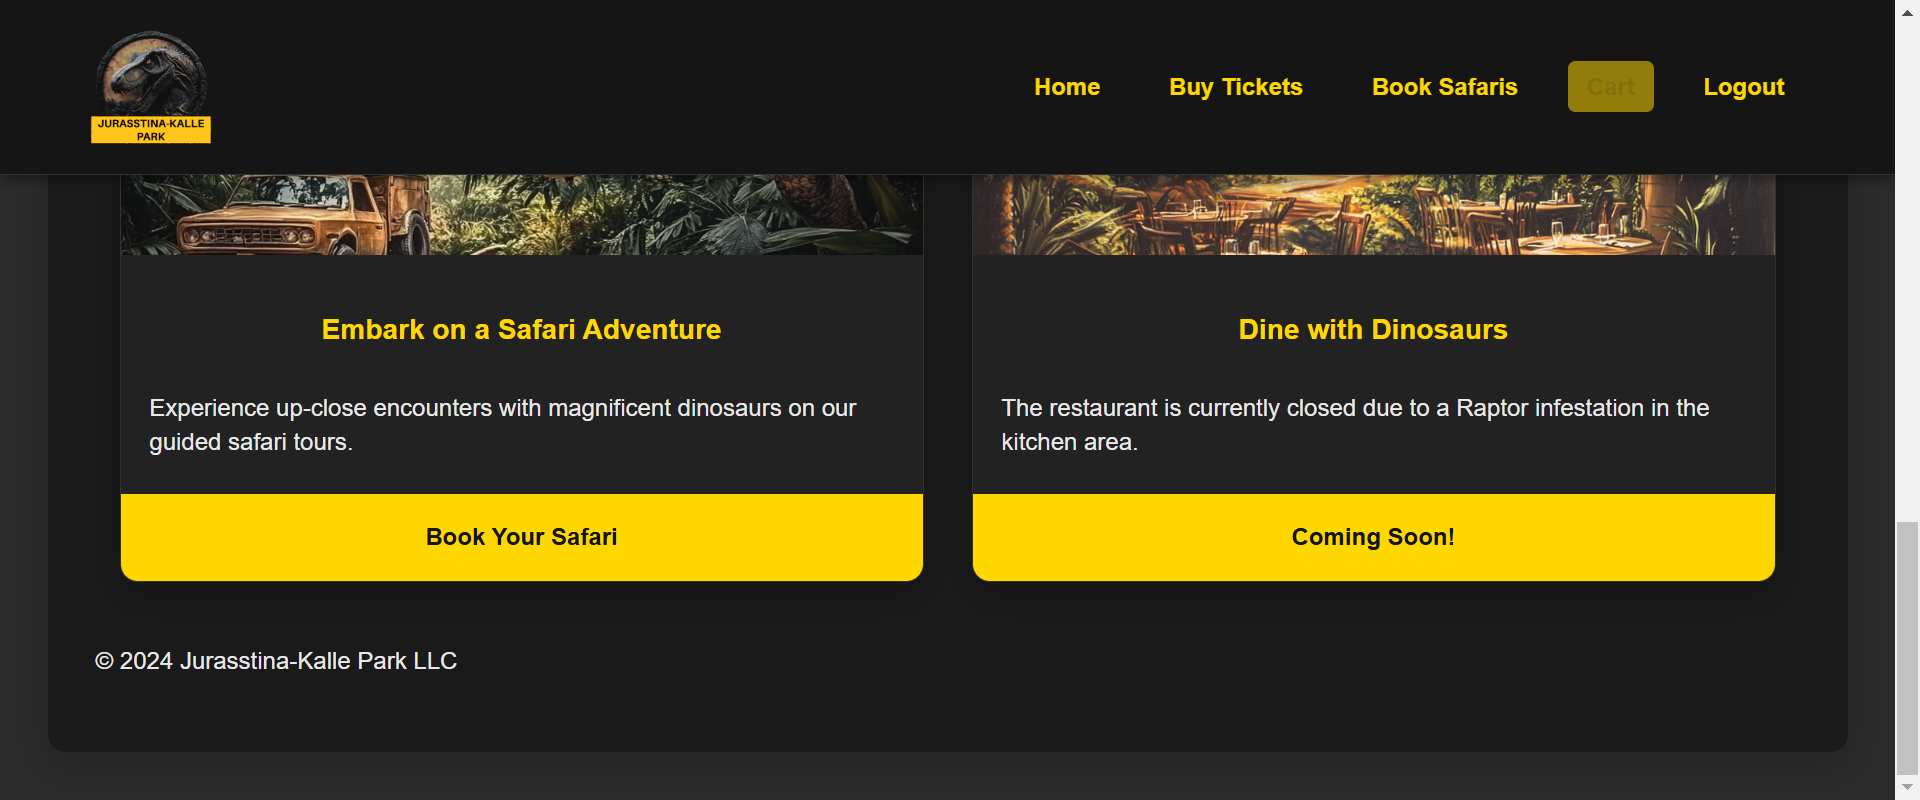 JURASSTINA-KALLE
PARK
Home
Buy Tickets
Book Safaris
Cart
Logout
Embark on a Safari Adventure
Experience up-close encounters with magnificent dinosaurs on our
guided safari tours.
Book Your Safari
Dine with Dinosaurs
The restaurant is currently closed due to a Raptor infestation in the
kitchen area.
Coming Soon!
© 2024 Jurasstina-Kalle Park LLC